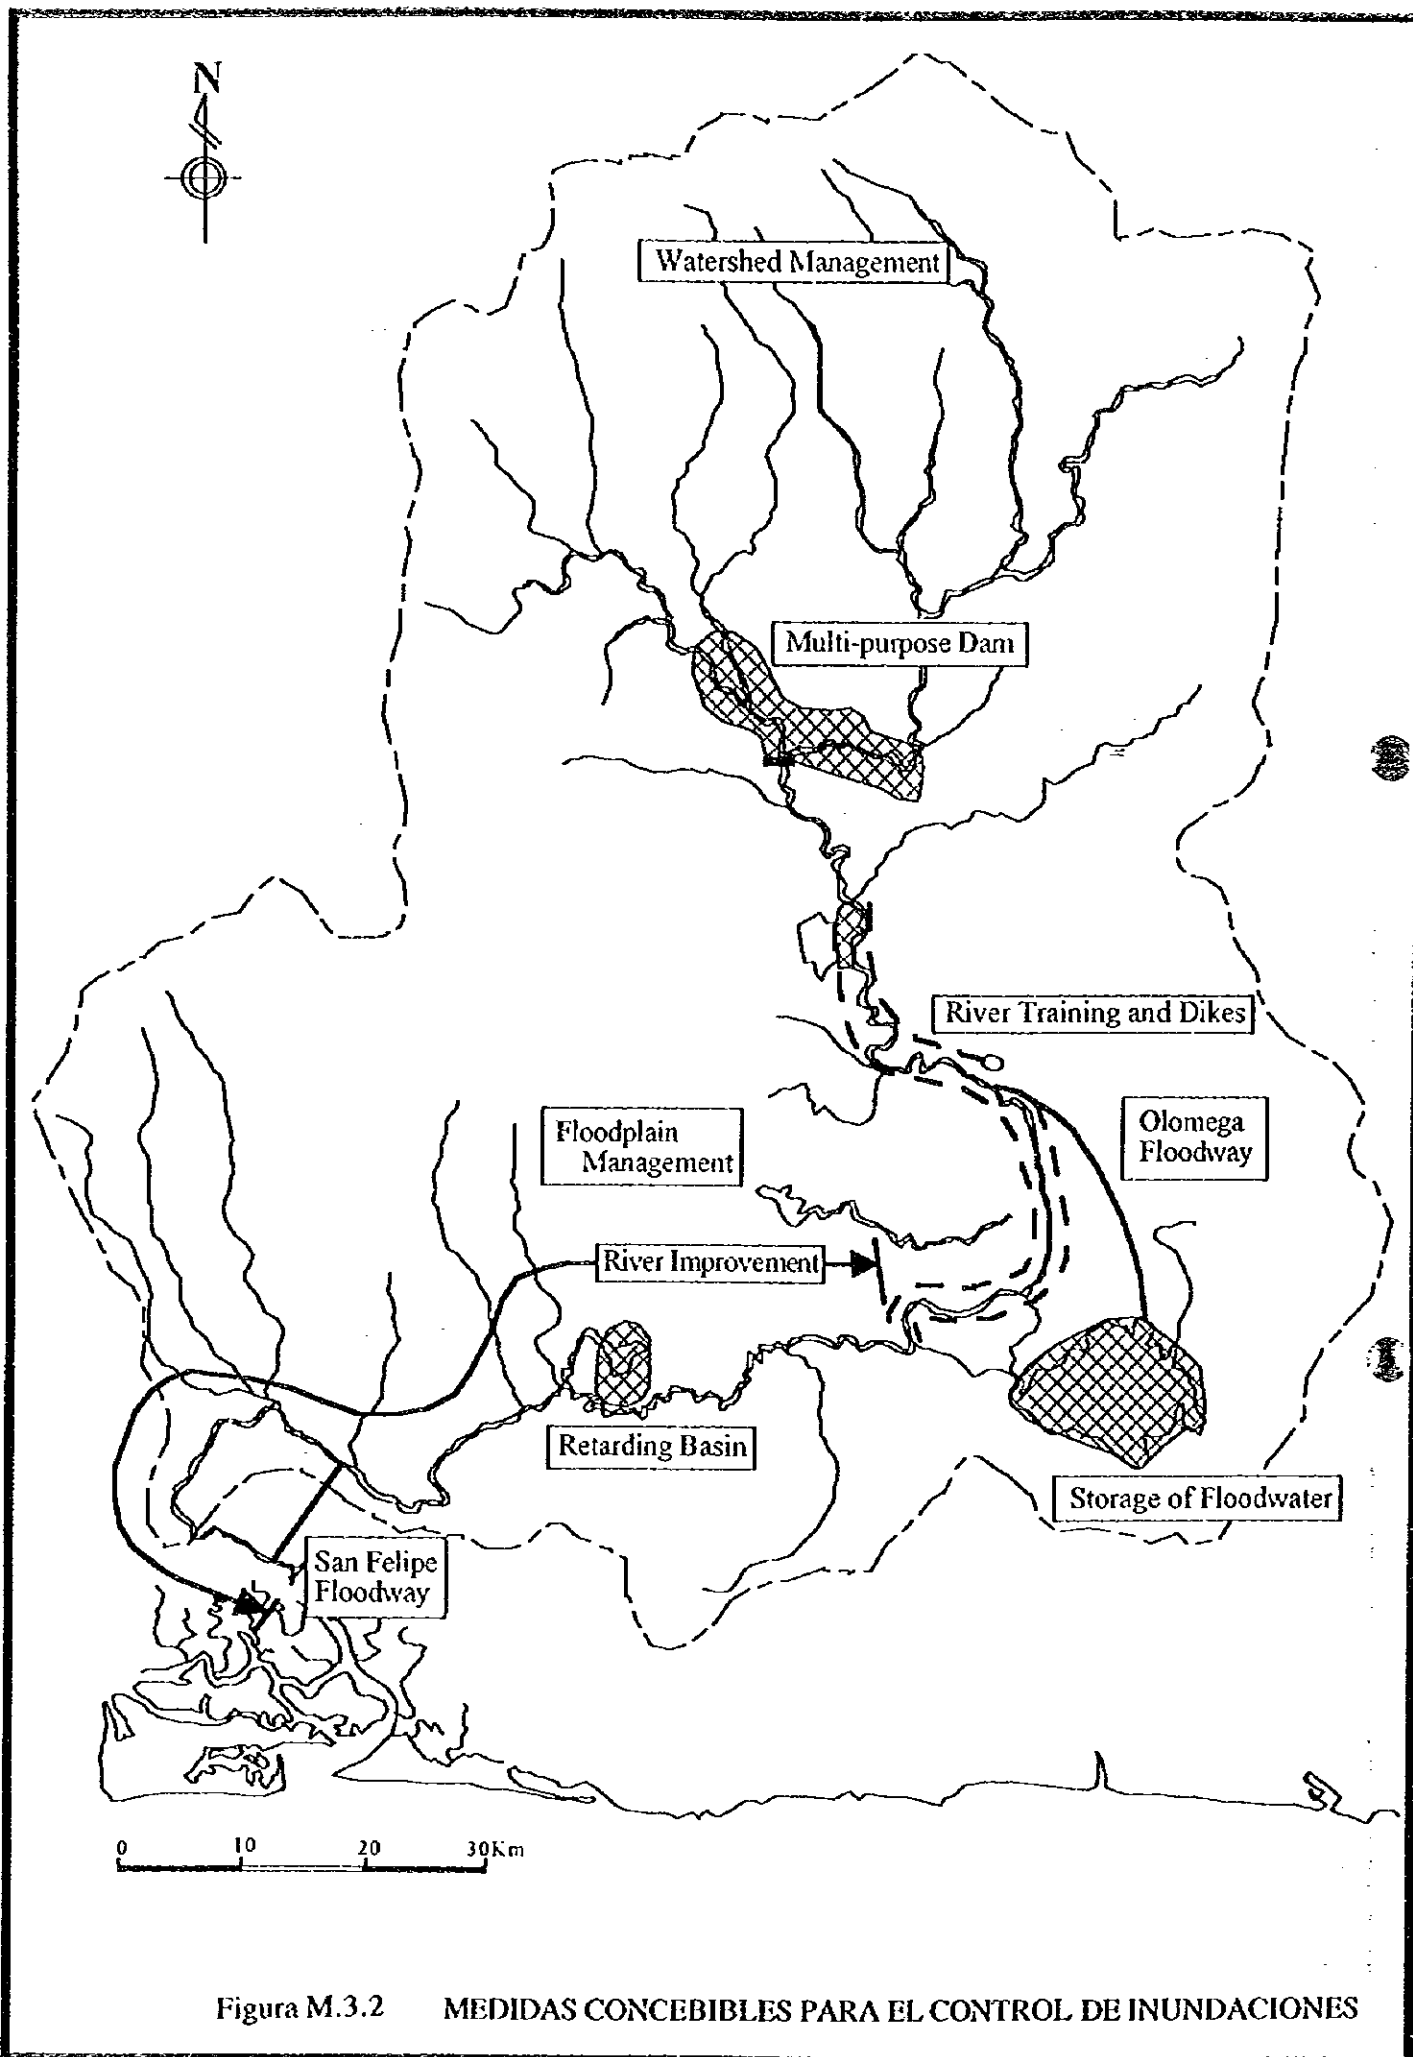 N
Watershed Management
Multi-purpose Dam
River Training and Dikes
Olomega
Floodway
Floodplain
Management
River Improvement
Retarding Basin
Storage of Floodwater
San Felipe
Floodway
0 10 20 30Km
Figura M.3.2 MEDIDAS CONCEBIBLES PARA EL CONTROL DE INUNDACIONES